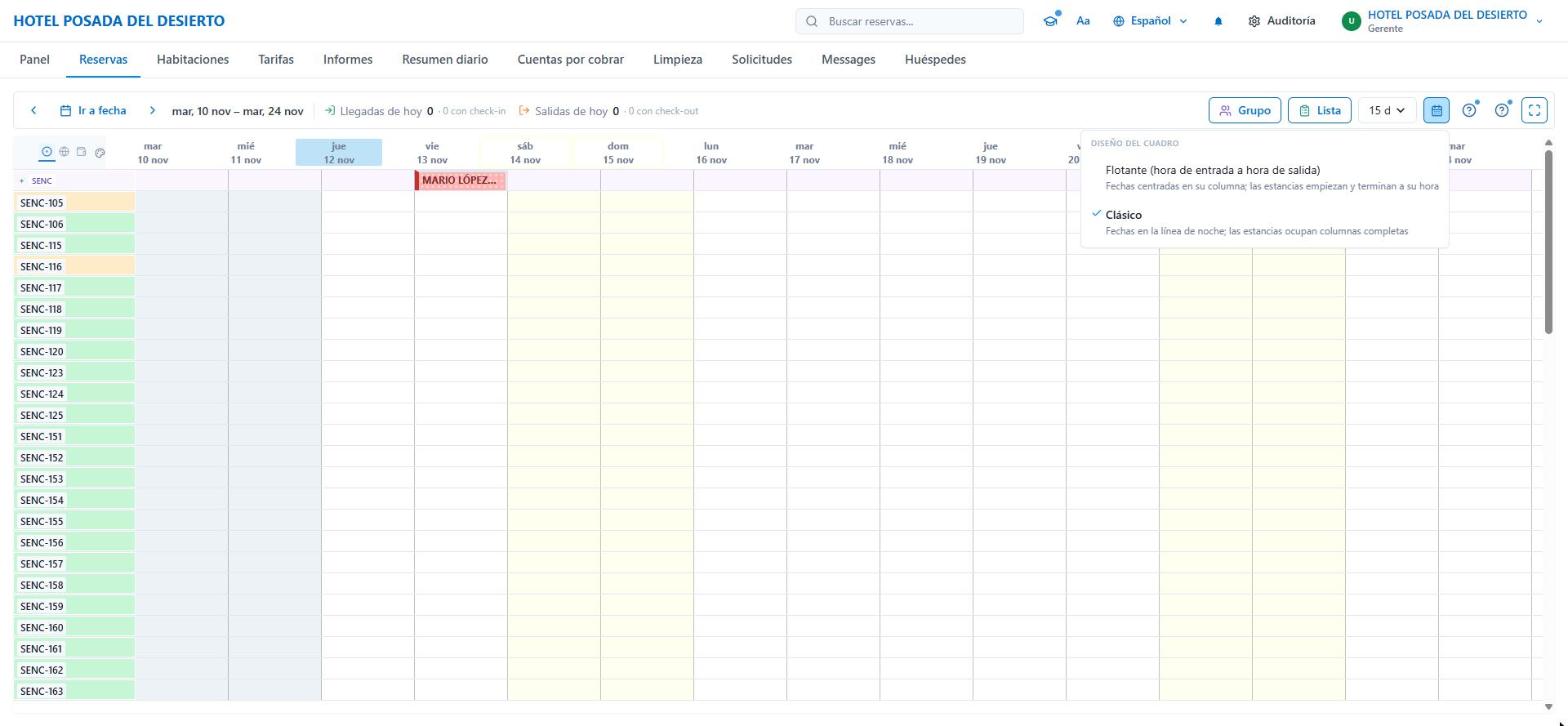 HOTEL POSADA DEL DESIERTO
Buscar reservas...
Aa
Español
Auditoría
U
HOTEL POSADA DEL DESIERTO
Gerente
Panel
Reservas
Habitaciones
Tarifas
Informes
Resumen diario
Cuentas por cobrar
Limpieza
Solicitudes
Messages
Huéspedes
Ir a fecha
mar, 10 nov – mar, 24 nov
Llegadas de hoy 0 · 0 con check-in
Salidas de hoy 0 · 0 con check-out
Grupo
Lista
15 d
DISEÑO DEL CUADRO
Flotante (hora de entrada a hora de salida)
Fechas centradas en su columna; las estancias empiezan y terminan a su hora
Clásico
Fechas en la línea de noche; las estancias ocupan columnas completas
mar
10 nov
mié
11 nov
jue
12 nov
vie
13 nov
sáb
14 nov
dom
15 nov
lun
16 nov
mar
17 nov
mié
18 nov
jue
19 nov
v
20
mar
nov
+ SENC
MARIO LÓPEZ...
SENC-105
SENC-106
SENC-115
SENC-116
SENC-117
SENC-118
SENC-119
SENC-120
SENC-123
SENC-124
SENC-125
SENC-151
SENC-152
SENC-153
SENC-154
SENC-155
SENC-156
SENC-157
SENC-158
SENC-159
SENC-160
SENC-161
SENC-162
SENC-163